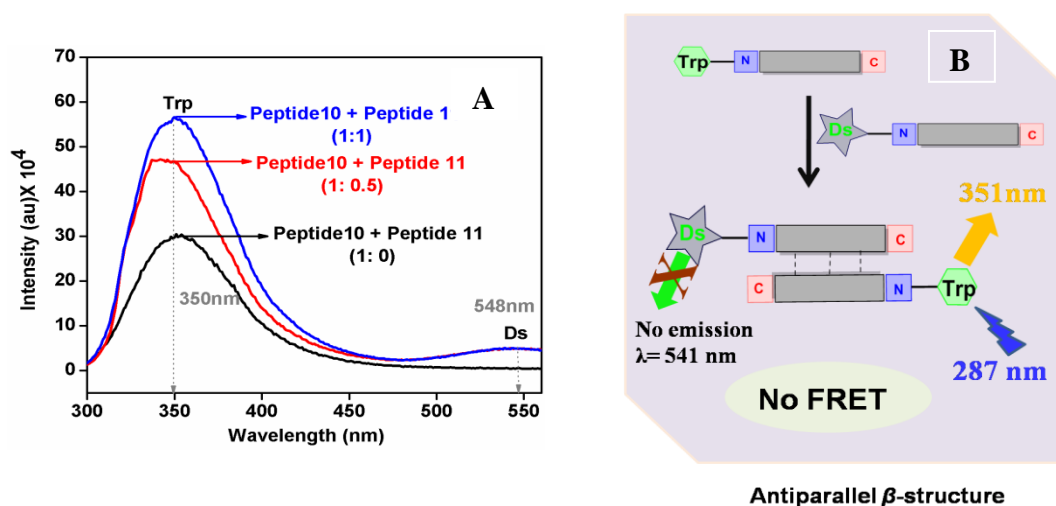 70
60
50
40
30
20
10
0
Intensity (au)X 10⁴
300
350
400
450
500
550
Wavelength (nm)
A
Trp
Peptide10 + Peptide 1
(1:1)
Peptide10 + Peptide 11
(1: 0.5)
Peptide10 + Peptide 11
(1: 0)
350nm
548nm
Ds
B
Trp
N
C
Ds
N
C
351nm
Ds
N
C
C
N
Trp
No emission
λ= 541 nm
287 nm
No FRET
Antiparallel β-structure